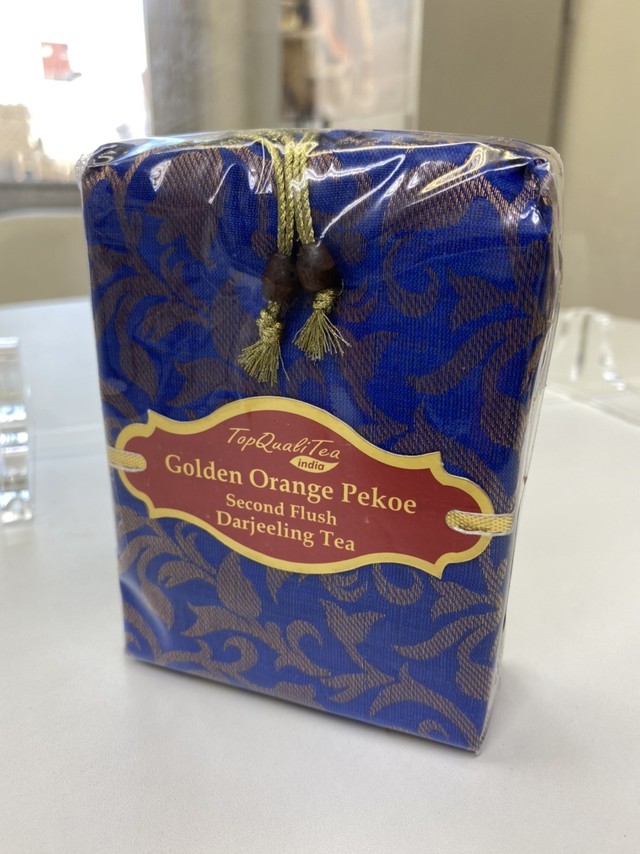 TopQualiTea
india
Golden Orange Pekoe
Second Flush
Darjeeling Tea